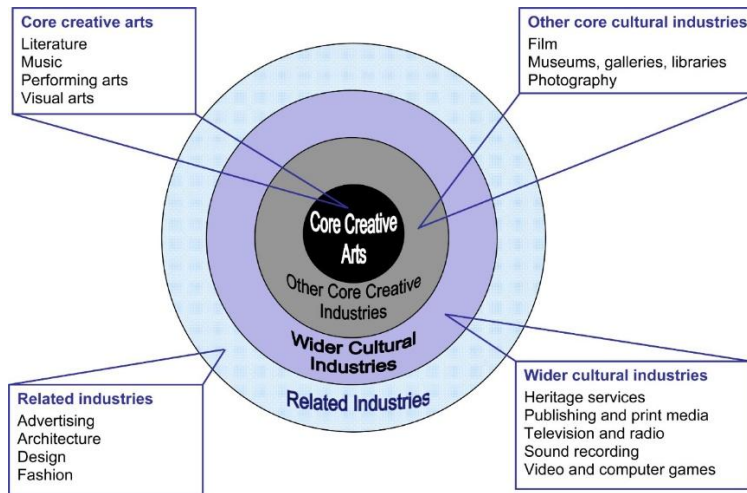 Core creative arts
Literature
Music
Performing arts
Visual arts
Other core cultural industries
Film
Museums, galleries, libraries
Photography
Core Creative
Arts
Other Core Creative
Industries
Wider Cultural
Industries
Related Industries
Related industries
Advertising
Architecture
Design
Fashion
Wider cultural industries
Heritage services
Publishing and print media
Television and radio
Sound recording
Video and computer games